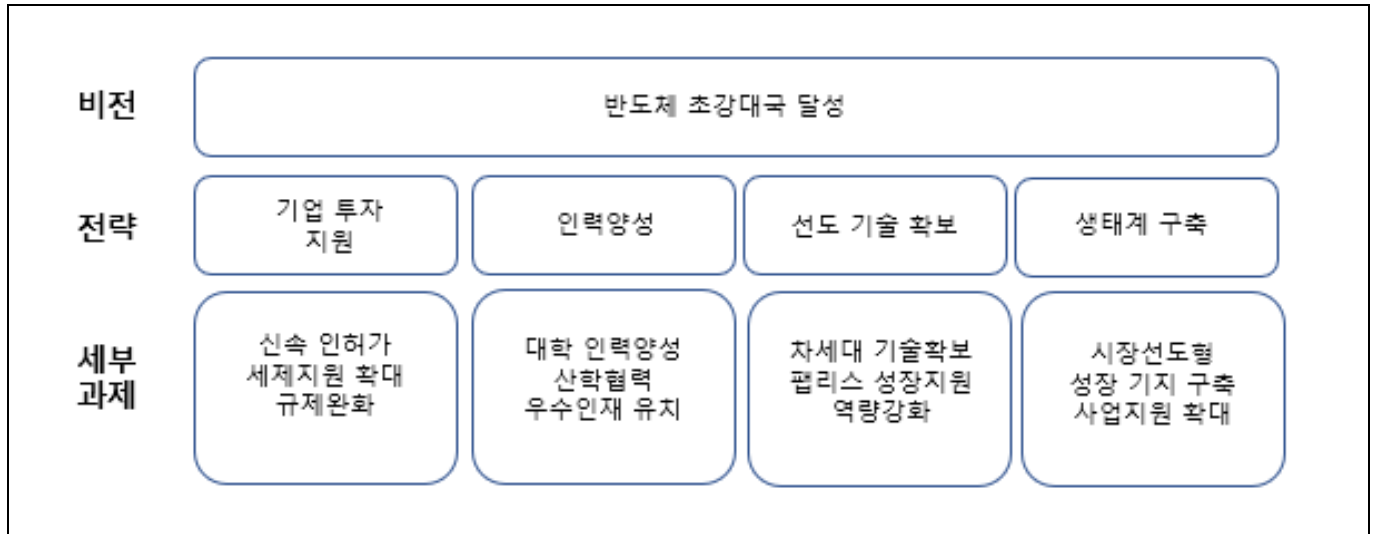 비전
반도체 초강대국 달성
전략
기업 투자
지원
인력양성
선도 기술 확보
생태계 구축
세부
과제
신속 인허가
세제지원 확대
규제완화
대학 인력양성
산학협력
우수인재 유치
차세대 기술확보
팹리스 성장지원
역량강화
시장선도형
성장 기지 구축
사업지원 확대